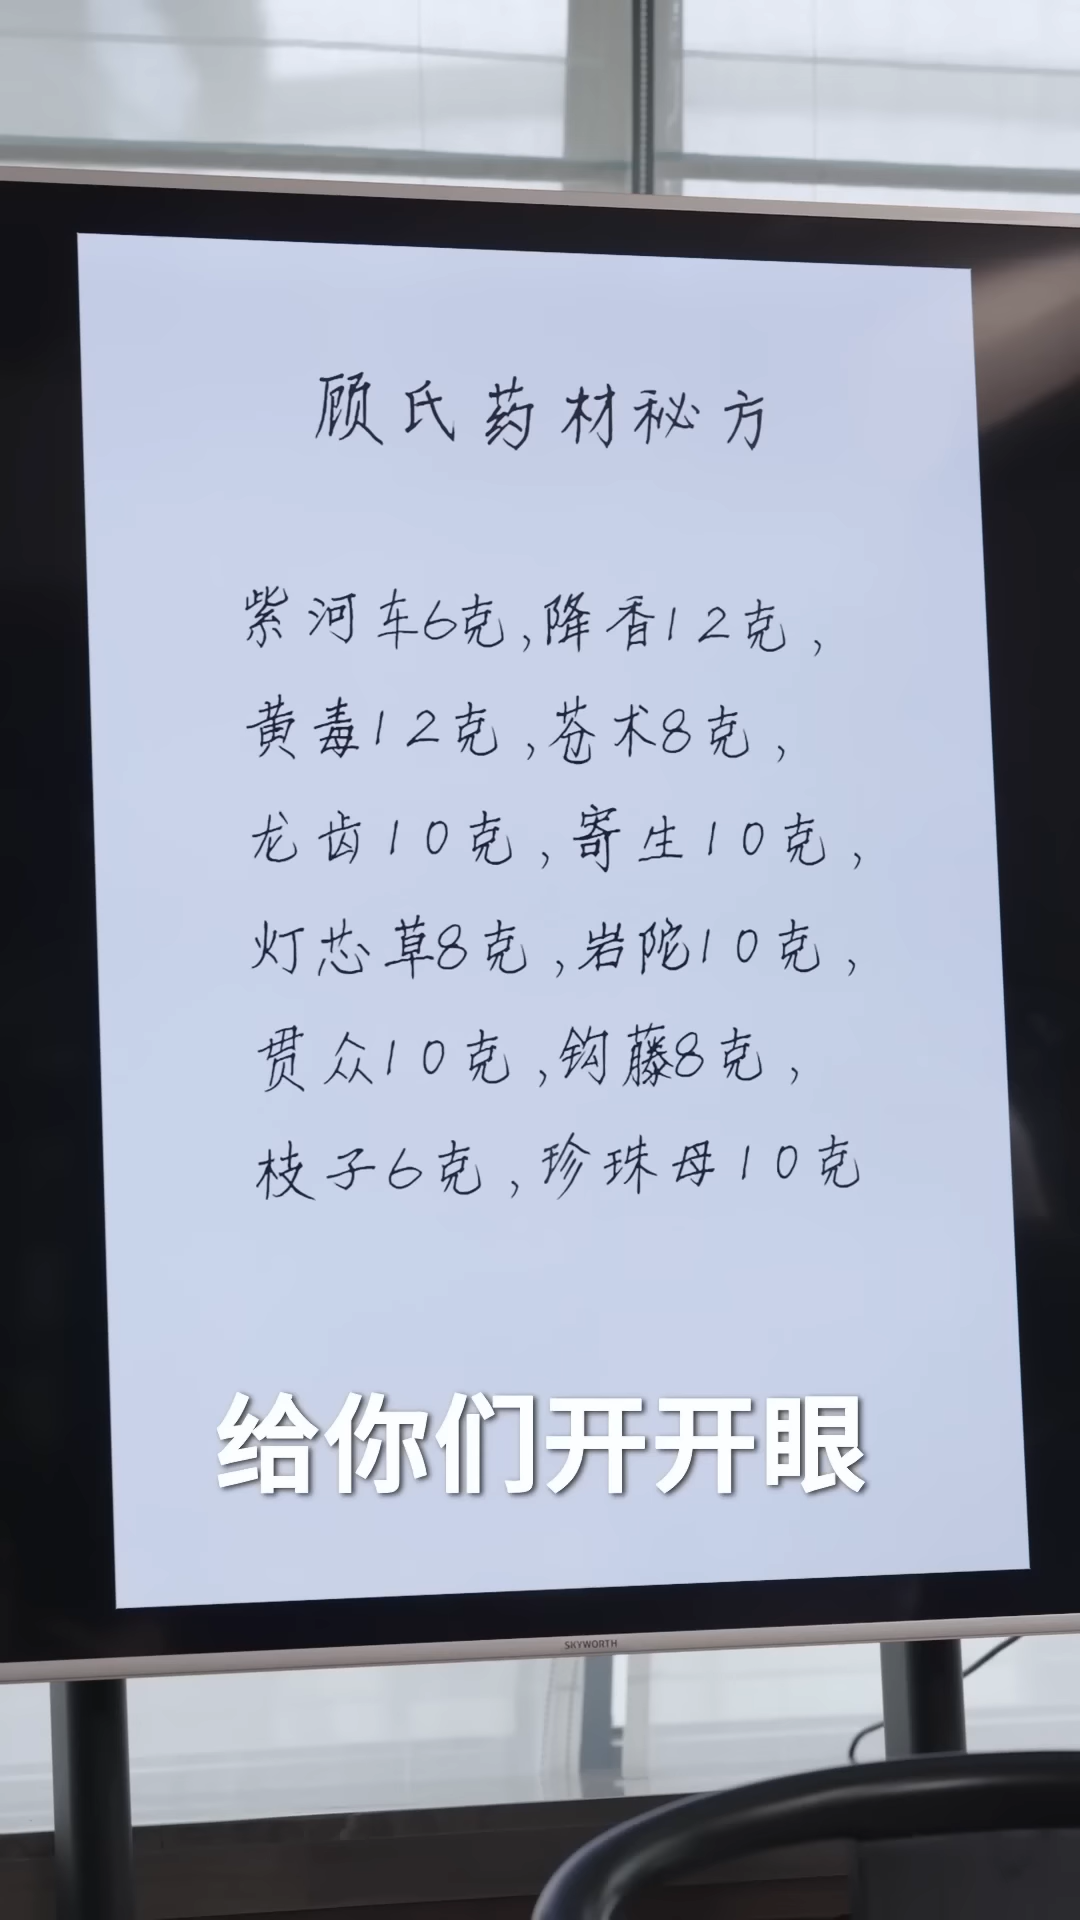 顾氏药材秘方
紫河车6克,降香12克,
黄毒12克,苍术8克,
龙齿10克,寄生10克,
灯芯草8克,岩陀10克,
贯众10克,钩藤8克,
枝子6克,珍珠母10克
给你们开开眼
SKYWORTH